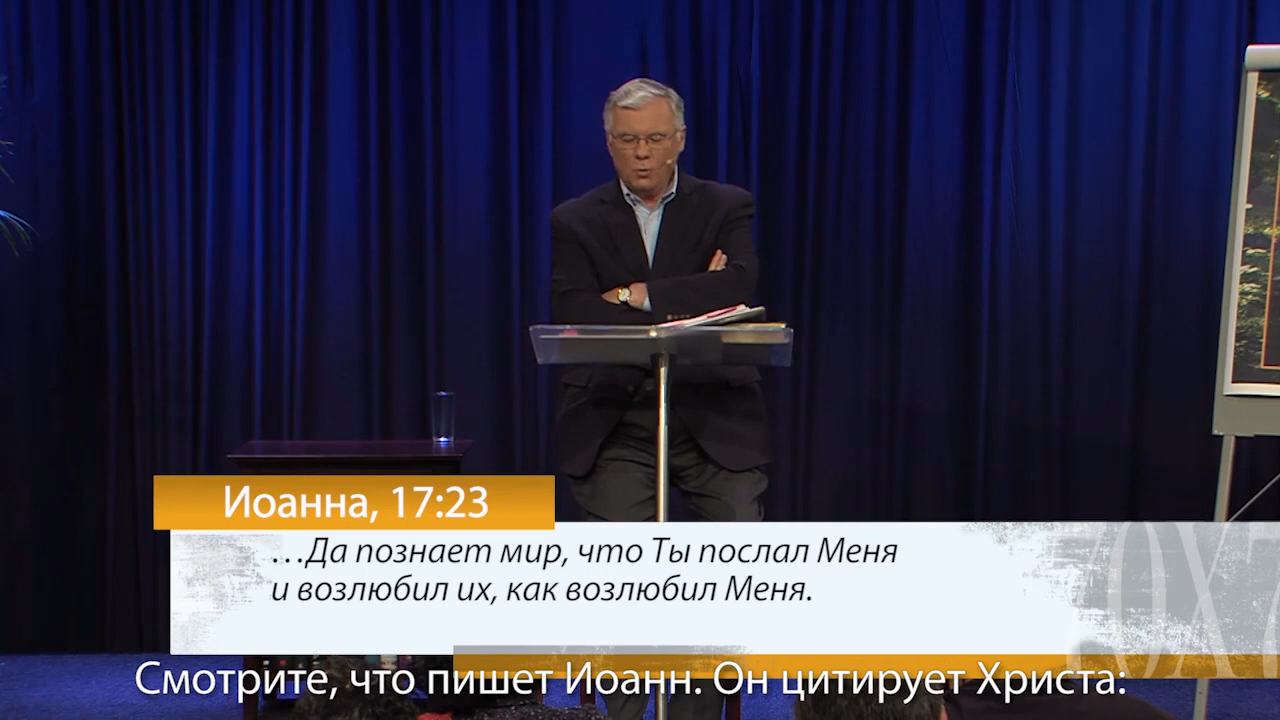 Иоанна, 17:23
…Да познает мир, что Ты послал Меня
и возлюбил их, как возлюбил Меня.
70X7
Смотрите, что пишет Иоанн. Он цитирует Христа: